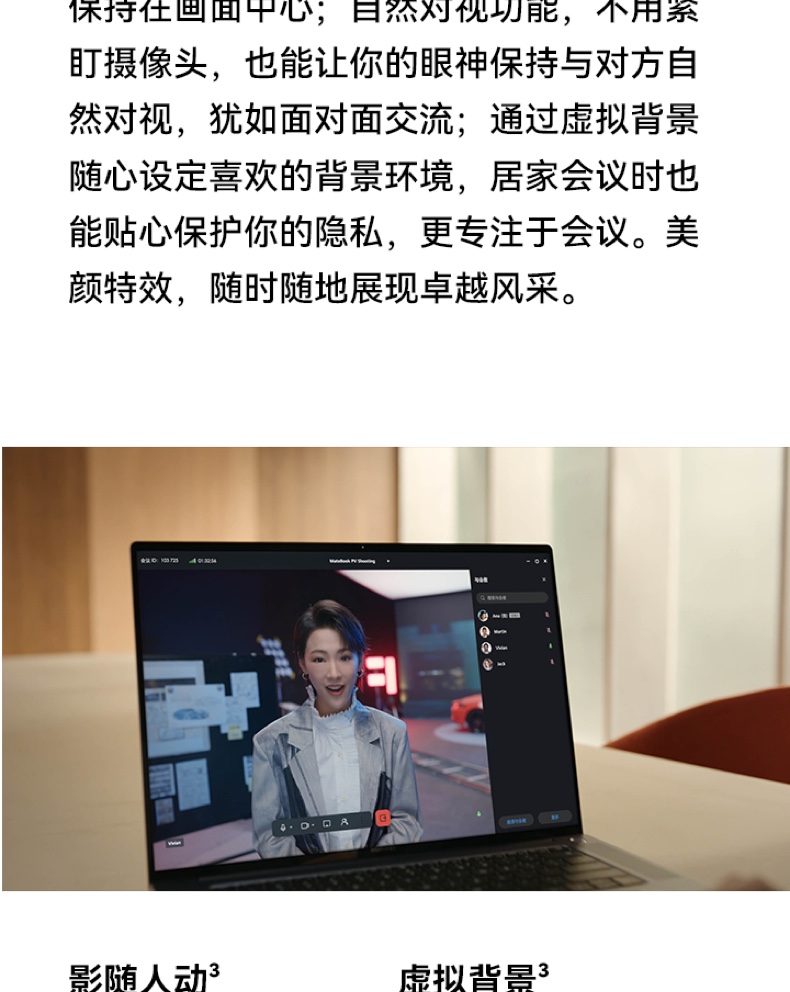 保持在画面中心；自然对视功能，不用紧
盯摄像头，也能让你的眼神保持与对方自
然对视，犹如面对面交流；通过虚拟背景
随心设定喜欢的背景环境，居家会议时也
能贴心保护你的隐私，更专注于会议。美
颜特效，随时随地展现卓越风采。
会议 ID：103 725 01:30:54
MateBook PV Shooting
与会者
Ana (我)
Martin
Vivian
Jack
Vivian
影随人动³ 虚拟背景³